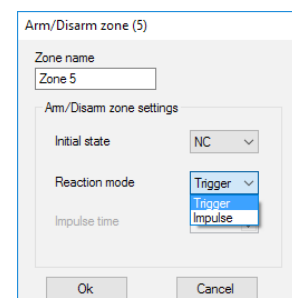 Arm/Disarm zone (5)
Zone name
Zone 5
Arm/Disarm zone settings
Initial state NC
Reaction mode Trigger
Trigger
Impulse time Impulse
Ok Cancel